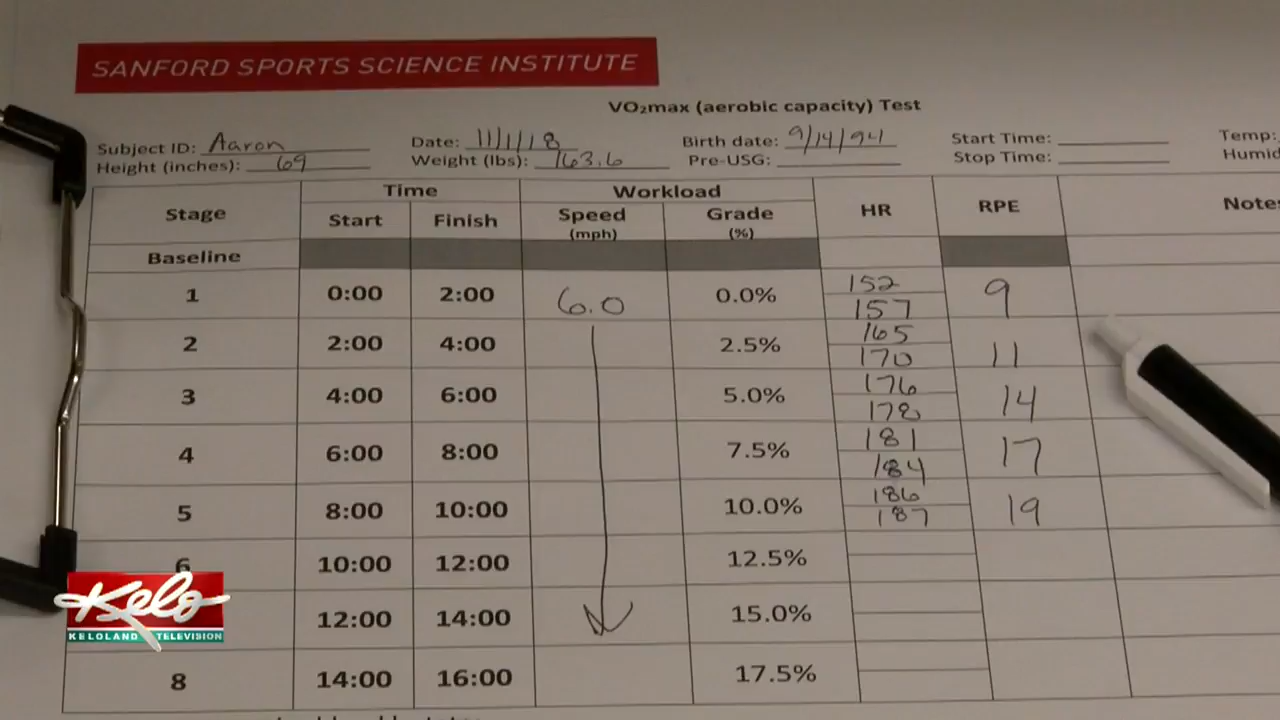 SANFORD SPORTS SCIENCE INSTITUTE
VO₂max (aerobic capacity) Test
Subject ID: Aaron Date: 11/1/18 Birth date: 9/14/94 Start Time: Temp:
Height (inches): 69 Weight (lbs): 163.6 Pre-USG: Stop Time: Humid
Time Workload
Stage Start Finish Speed (mph) Grade (%) HR RPE Notes
Baseline
1 0:00 2:00 6.0 0.0% 152 157 9
2 2:00 4:00 2.5% 165 170 11
3 4:00 6:00 5.0% 176 178 14
4 6:00 8:00 7.5% 181 184 17
5 8:00 10:00 10.0% 186 187 19
6 10:00 12:00 12.5%
12:00 14:00 15.0%
8 14:00 16:00 17.5%
Kelo
KELOLAND TELEVISION